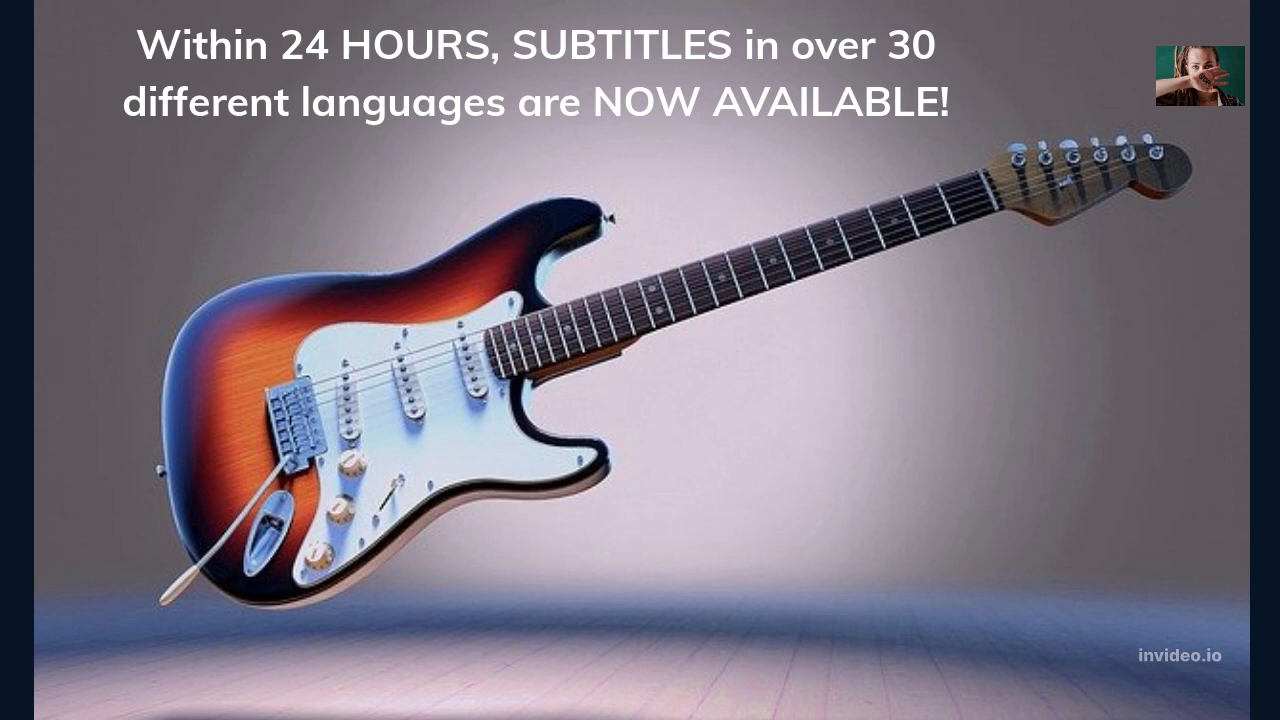 Within 24 HOURS, SUBTITLES in over 30
different languages are NOW AVAILABLE!
invideo.io